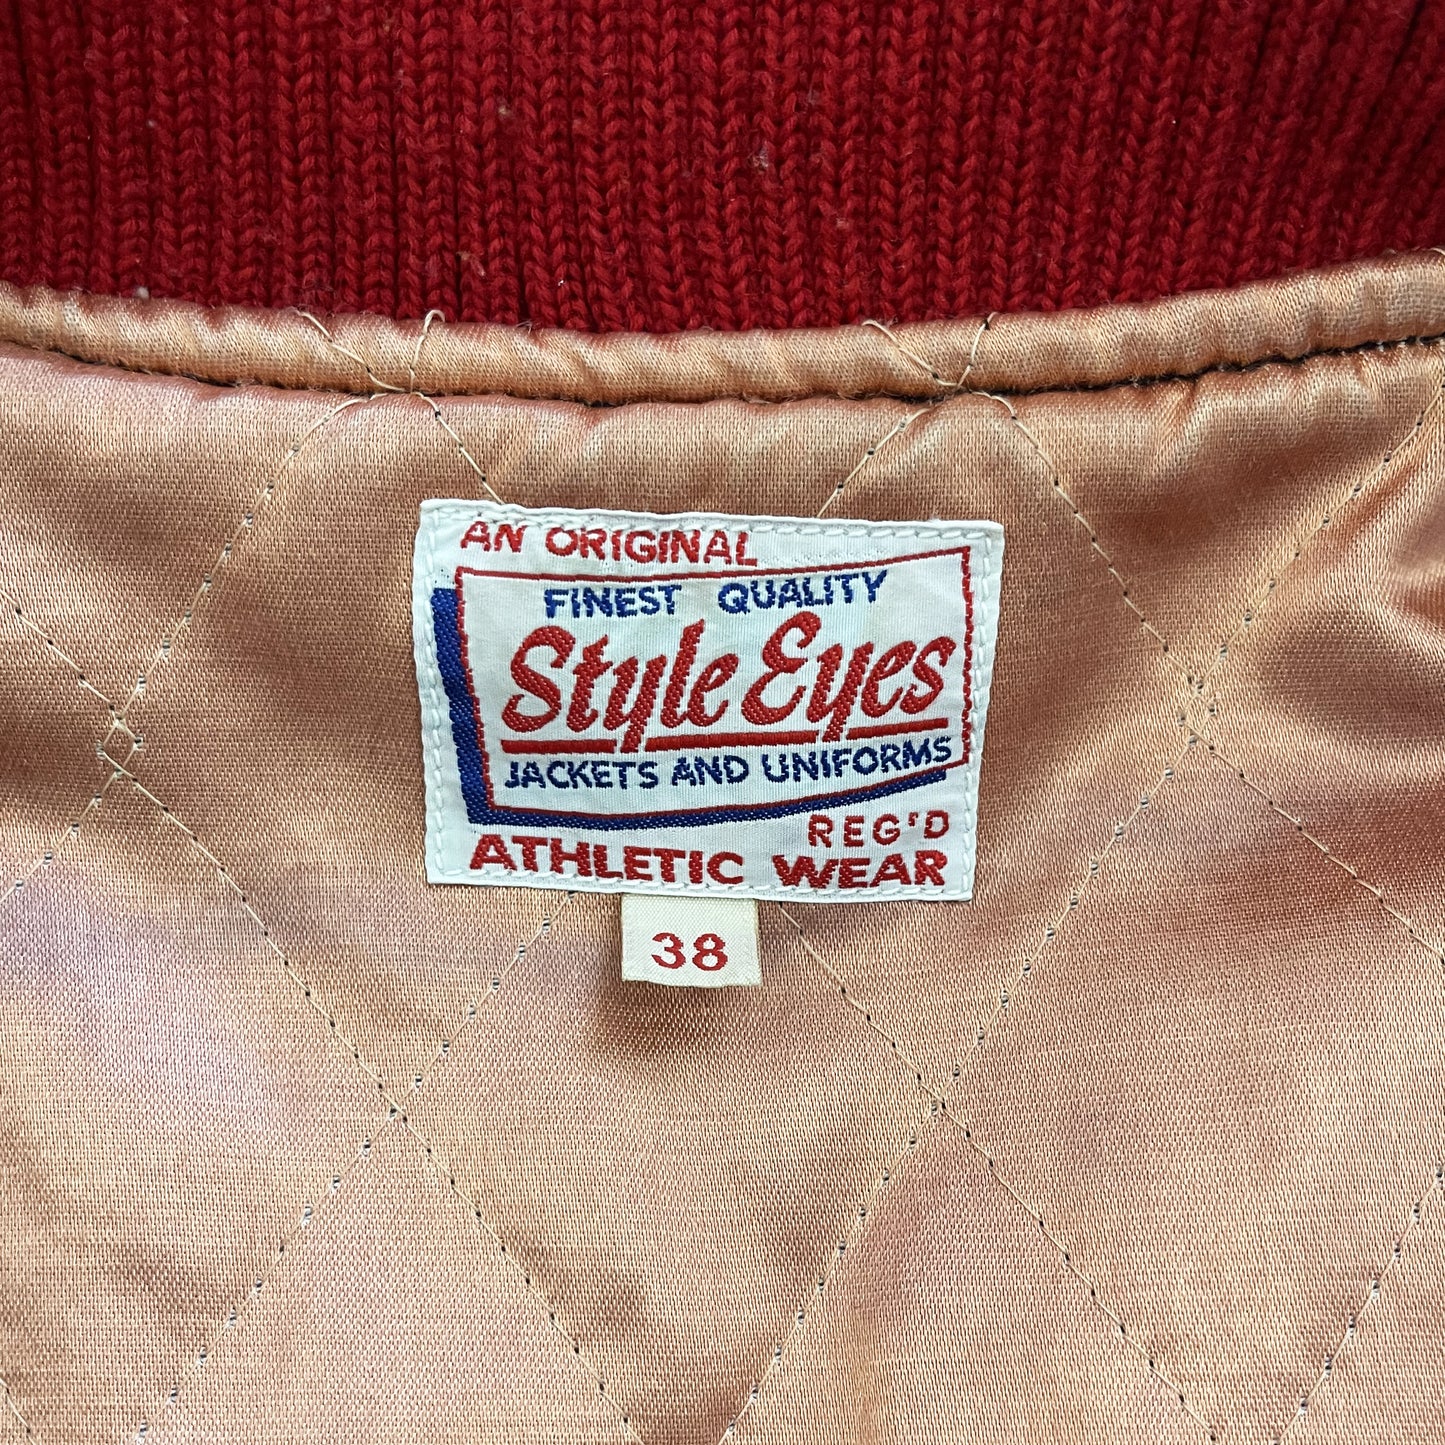 AN ORIGINAL
FINEST QUALITY
Style Eyes
JACKETS AND UNIFORMS
REG'D
ATHLETIC WEAR
38